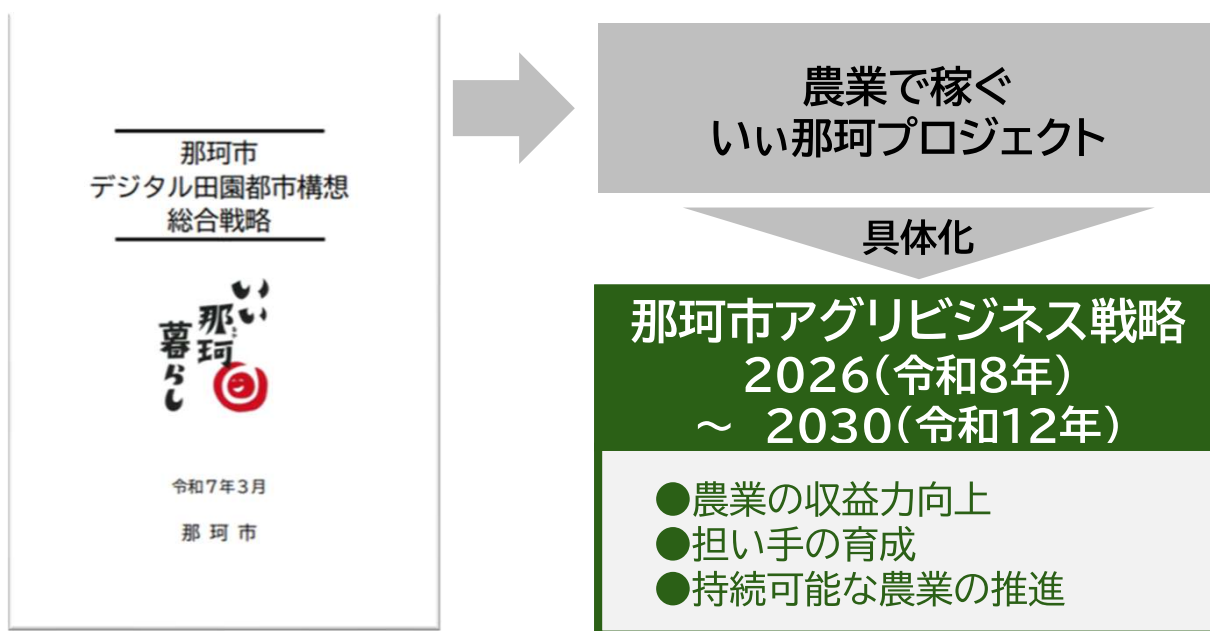 那珂市
デジタル田園都市構想
総合戦略
いい
那珂
暮らし
令和7年3月
那 珂 市
農業で稼ぐ
いぃ那珂プロジェクト
具体化
那珂市アグリビジネス戦略
2026(令和8年)
~ 2030(令和12年)
●農業の収益力向上
●担い手の育成
●持続可能な農業の推進